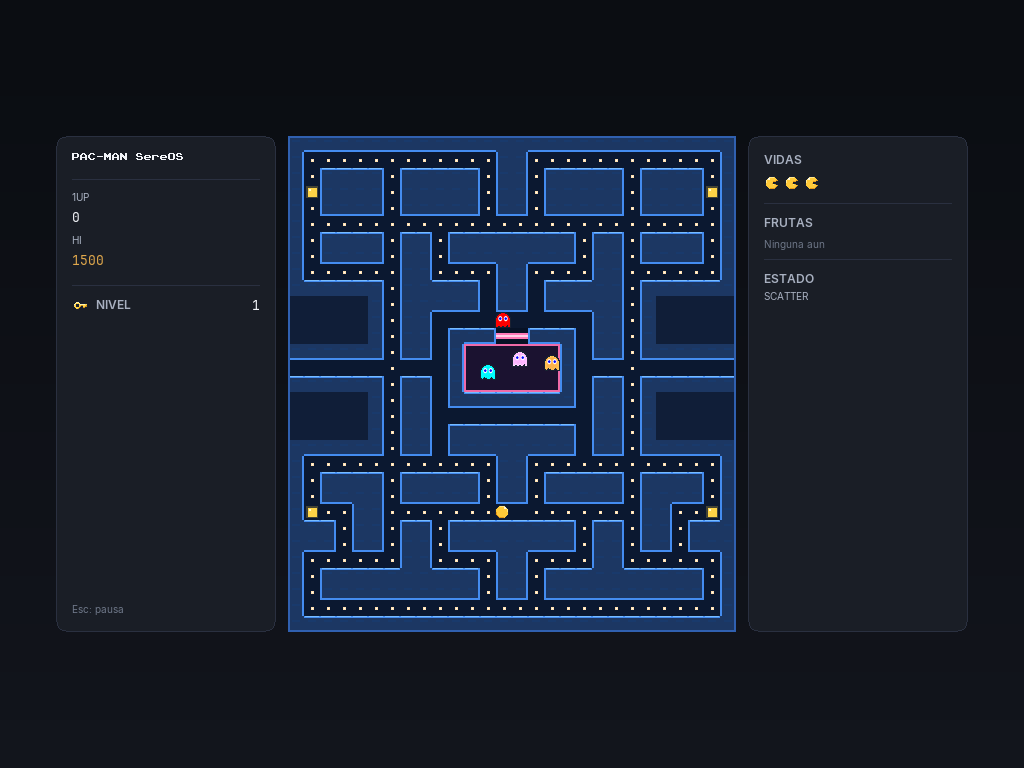 PAC-MAN SereOS
1UP
0
HI
1500
NIVEL 1
Esc: pausa
VIDAS
FRUTAS
Ninguna aun
ESTADO
SCATTER